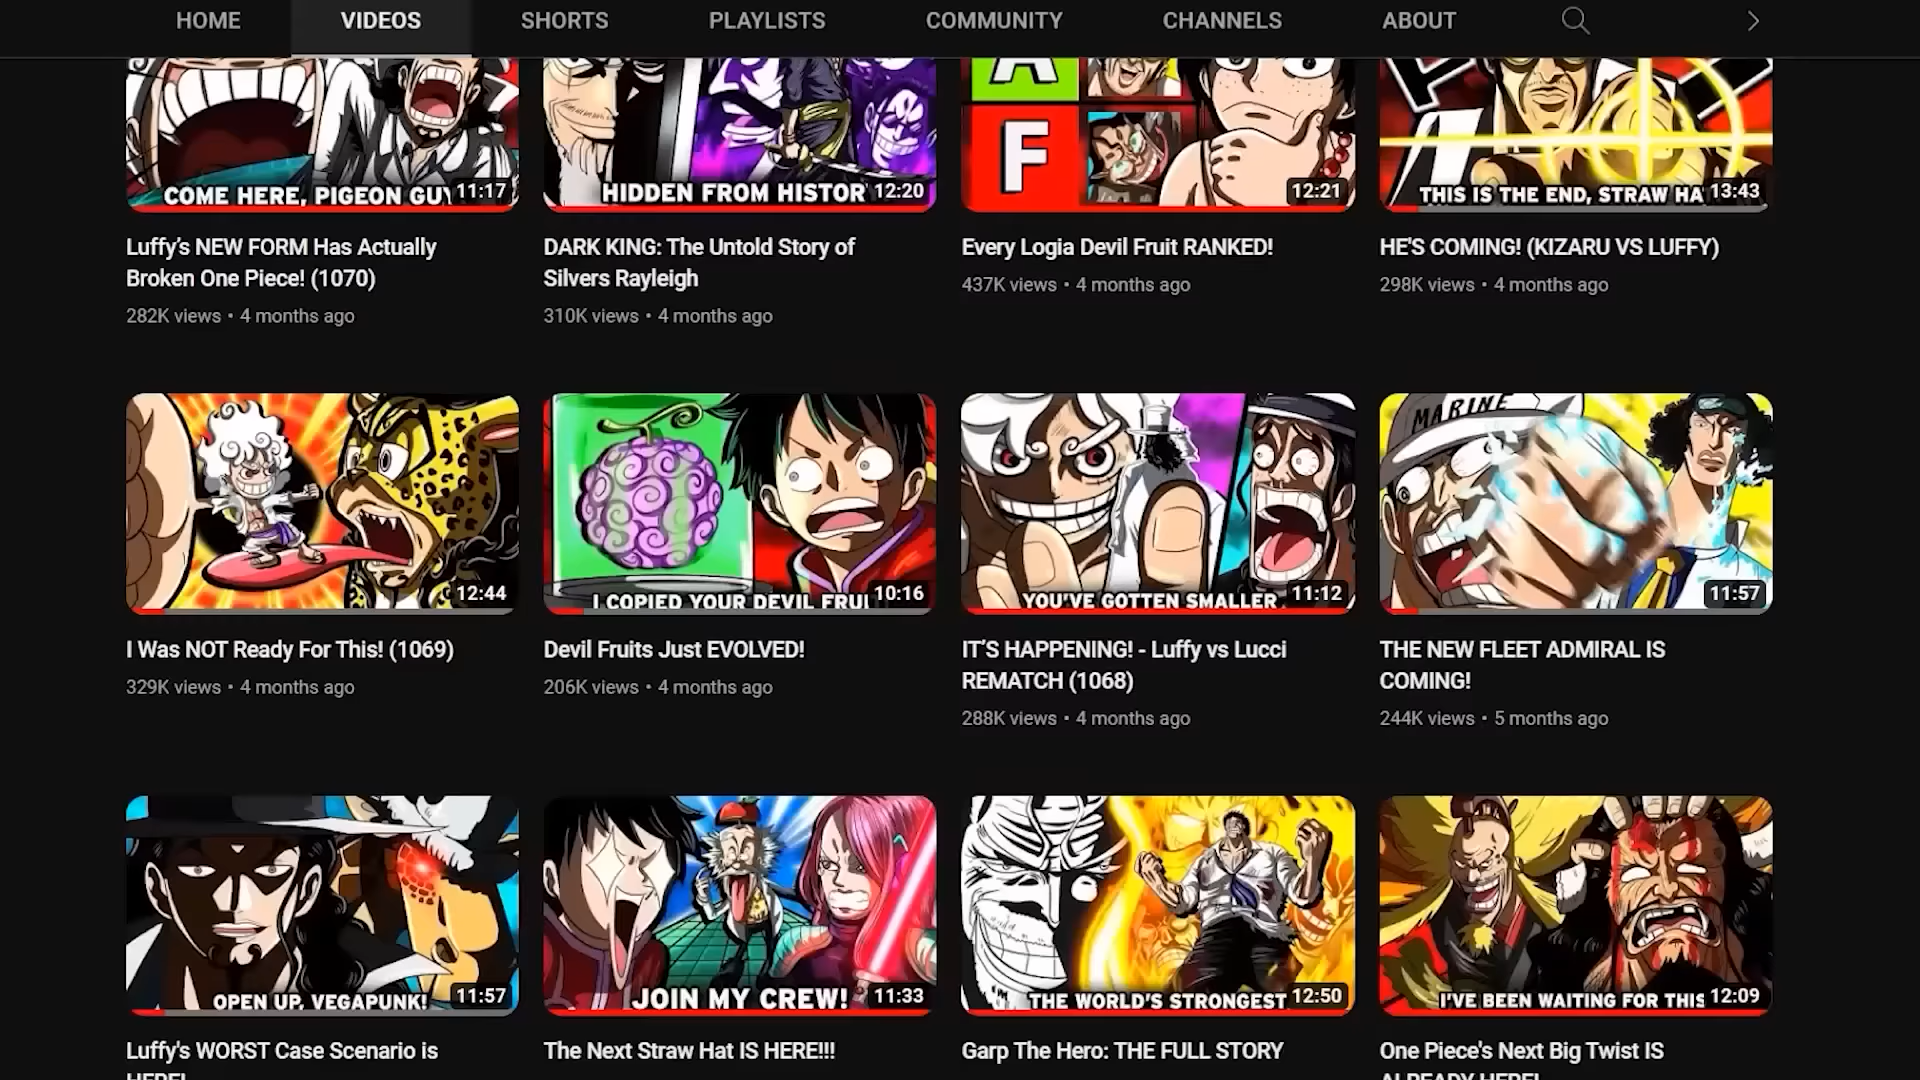 HOME VIDEOS SHORTS PLAYLISTS COMMUNITY CHANNELS ABOUT
A
F
COME HERE, PIGEON GUY 11:17
HIDDEN FROM HISTOR 12:20
12:21
THIS IS THE END, STRAW HA 13:43
Luffy’s NEW FORM Has Actually
Broken One Piece! (1070)
282K views • 4 months ago
DARK KING: The Untold Story of
Silvers Rayleigh
310K views • 4 months ago
Every Logia Devil Fruit RANKED!
437K views • 4 months ago
HE'S COMING! (KIZARU VS LUFFY)
298K views • 4 months ago
12:44
I COPIED YOUR DEVIL FRUI 10:16
YOU'VE GOTTEN SMALLER 11:12
MARINE
11:57
I Was NOT Ready For This! (1069)
329K views • 4 months ago
Devil Fruits Just EVOLVED!
206K views • 4 months ago
IT’S HAPPENING! - Luffy vs Lucci
REMATCH (1068)
288K views • 4 months ago
THE NEW FLEET ADMIRAL IS
COMING!
244K views • 5 months ago
OPEN UP, VEGAPUNK! 11:57
JOIN MY CREW! 11:33
THE WORLD'S STRONGEST 12:50
I'VE BEEN WAITING FOR THIS 12:09
Luffy's WORST Case Scenario is
HERE!
The Next Straw Hat IS HERE!!!
Garp The Hero: THE FULL STORY
One Piece's Next Big Twist IS
ALREADY HERE!